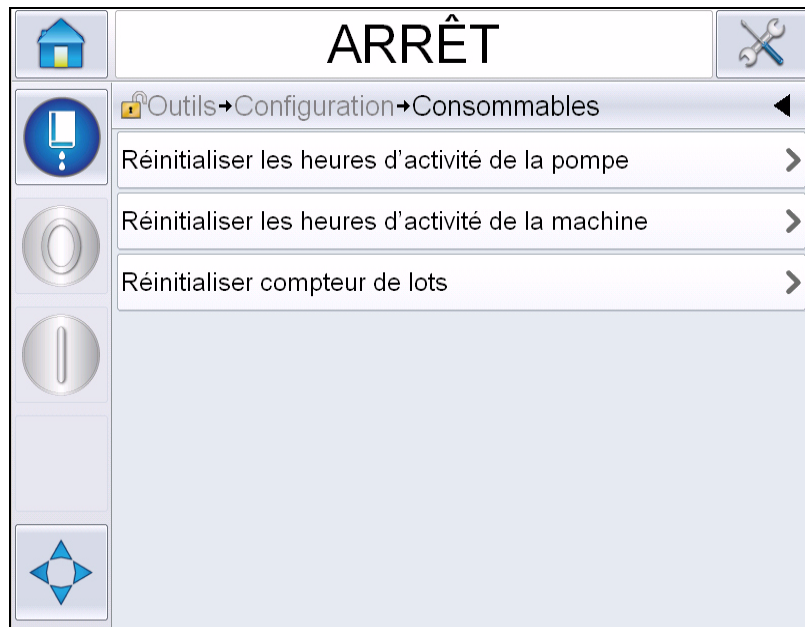 ARRÊT
Outils→Configuration→Consommables
Réinitialiser les heures d’activité de la pompe
Réinitialiser les heures d’activité de la machine
Réinitialiser compteur de lots